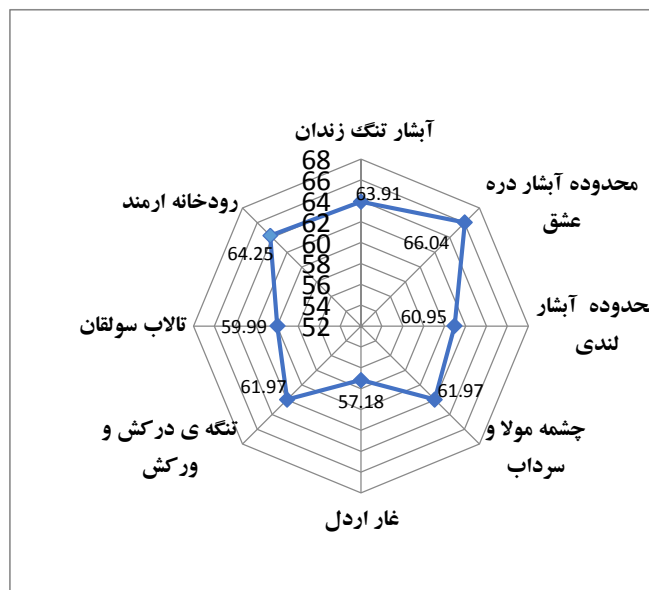 آبشار تنگ زندان
محدوده آبشار دره
عشق
محدوده آبشار
لندی
چشمه مولا و
سرداب
غار اردل
تنگه ی درکش و
ورکش
تالاب سولقان
رودخانه ارمند
68
66
64
62
60
58
56
54
52
63.91
66.04
60.95
61.97
57.18
61.97
59.99
64.25